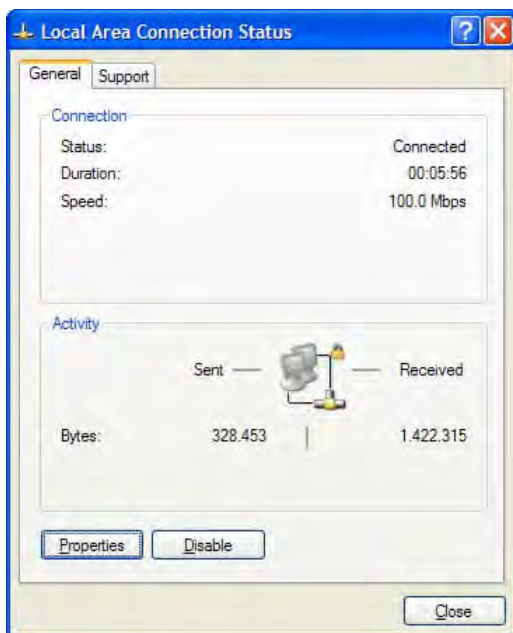 Local Area Connection Status
General Support
Connection
Status: Connected
Duration: 00:05:56
Speed: 100.0 Mbps
Activity
Sent Received
Bytes: 328.453 1.422.315
Properties Disable
Close